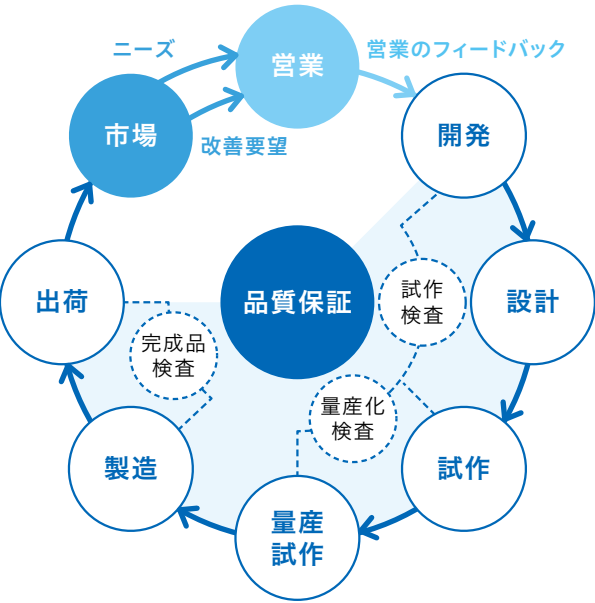 ニーズ
営業
営業のフィードバック
市場
改善要望
開発
出荷
品質保証
試作
検査
設計
完成品
検査
量産化
検査
製造
試作
量産
試作